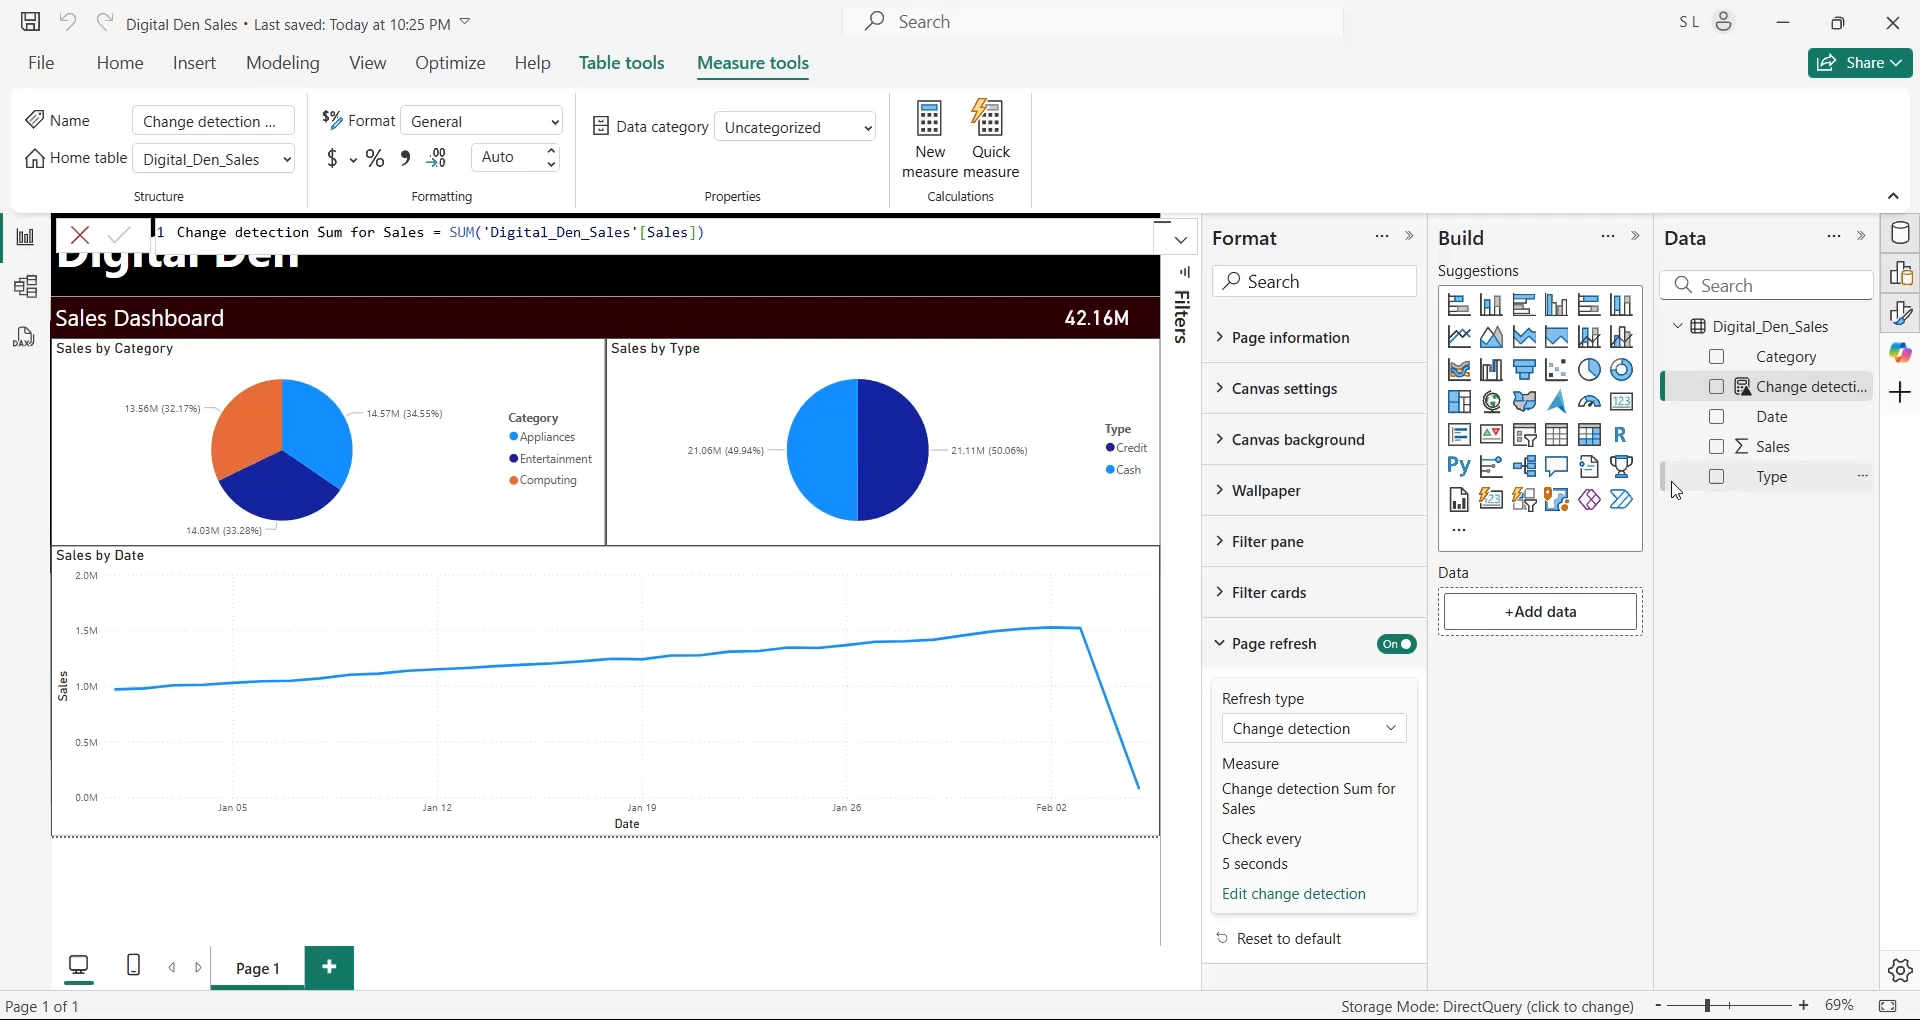 Digital Den Sales • Last saved: Today at 10:25 PM
Search
S L
File
Home
Insert
Modeling
View
Optimize
Help
Table tools
Measure tools
Share
Name
Change detection ...
Home table
Digital_Den_Sales
Structure
$%
Format
General
$
%
,
.00
→0
Auto
Formatting
Data category
Uncategorized
Properties
New
measure
Quick
measure
Calculations
1 Change detection Sum for Sales = SUM('Digital_Den_Sales'[Sales])
Digital Den
Sales Dashboard
42.16M
Sales by Category
13.56M (32.17%)
14.57M (34.55%)
14.03M (33.28%)
Category
Appliances
Entertainment
Computing
Sales by Type
21.06M (49.94%)
21.11M (50.06%)
Type
Credit
Cash
Sales by Date
2.0M
1.5M
1.0M
0.5M
0.0M
Sales
Jan 05
Jan 12
Jan 19
Jan 26
Feb 02
Date
Filters
Format
Search
Page information
Canvas settings
Canvas background
Wallpaper
Filter pane
Filter cards
Page refresh
On
Refresh type
Change detection
Measure
Change detection Sum for
Sales
Check every
5 seconds
Edit change detection
Reset to default
Build
Suggestions
123
R
Py
123
...
Data
+Add data
Data
Search
Digital_Den_Sales
Category
Change detecti...
Date
∑ Sales
Type
DAX
Page 1
Page 1 of 1
Storage Mode: DirectQuery (click to change)
- + 69%